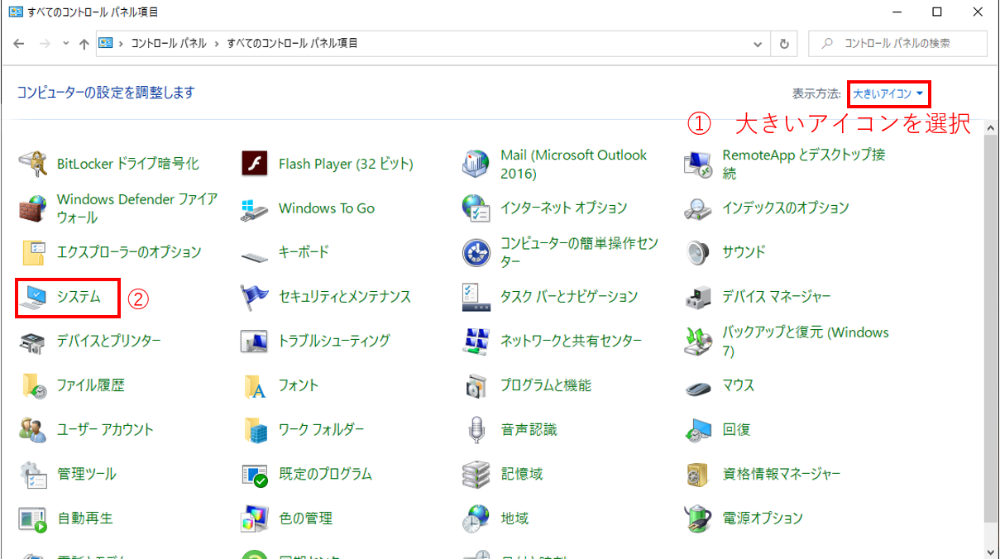 すべてのコントロール パネル項目
コントロール パネル
すべてのコントロール パネル項目
コントロール パネルの検索
コンピューターの設定を調整します
表示方法:
大きいアイコン
① 大きいアイコンを選択
BitLocker ドライブ暗号化
Flash Player (32 ビット)
Mail (Microsoft Outlook
2016)
RemoteApp とデスクトップ接
続
Windows Defender ファイア
ウォール
Windows To Go
インターネット オプション
インデックスのオプション
エクスプローラーのオプション
キーボード
コンピューターの簡単操作セン
ター
サウンド
システム
②
セキュリティとメンテナンス
タスク バーとナビゲーション
デバイス マネージャー
デバイスとプリンター
トラブルシューティング
ネットワークと共有センター
バックアップと復元 (Windows
7)
ファイル履歴
フォント
プログラムと機能
マウス
ユーザー アカウント
ワーク フォルダー
音声認識
回復
管理ツール
既定のプログラム
記憶域
資格情報マネージャー
自動再生
色の管理
地域
電源オプション